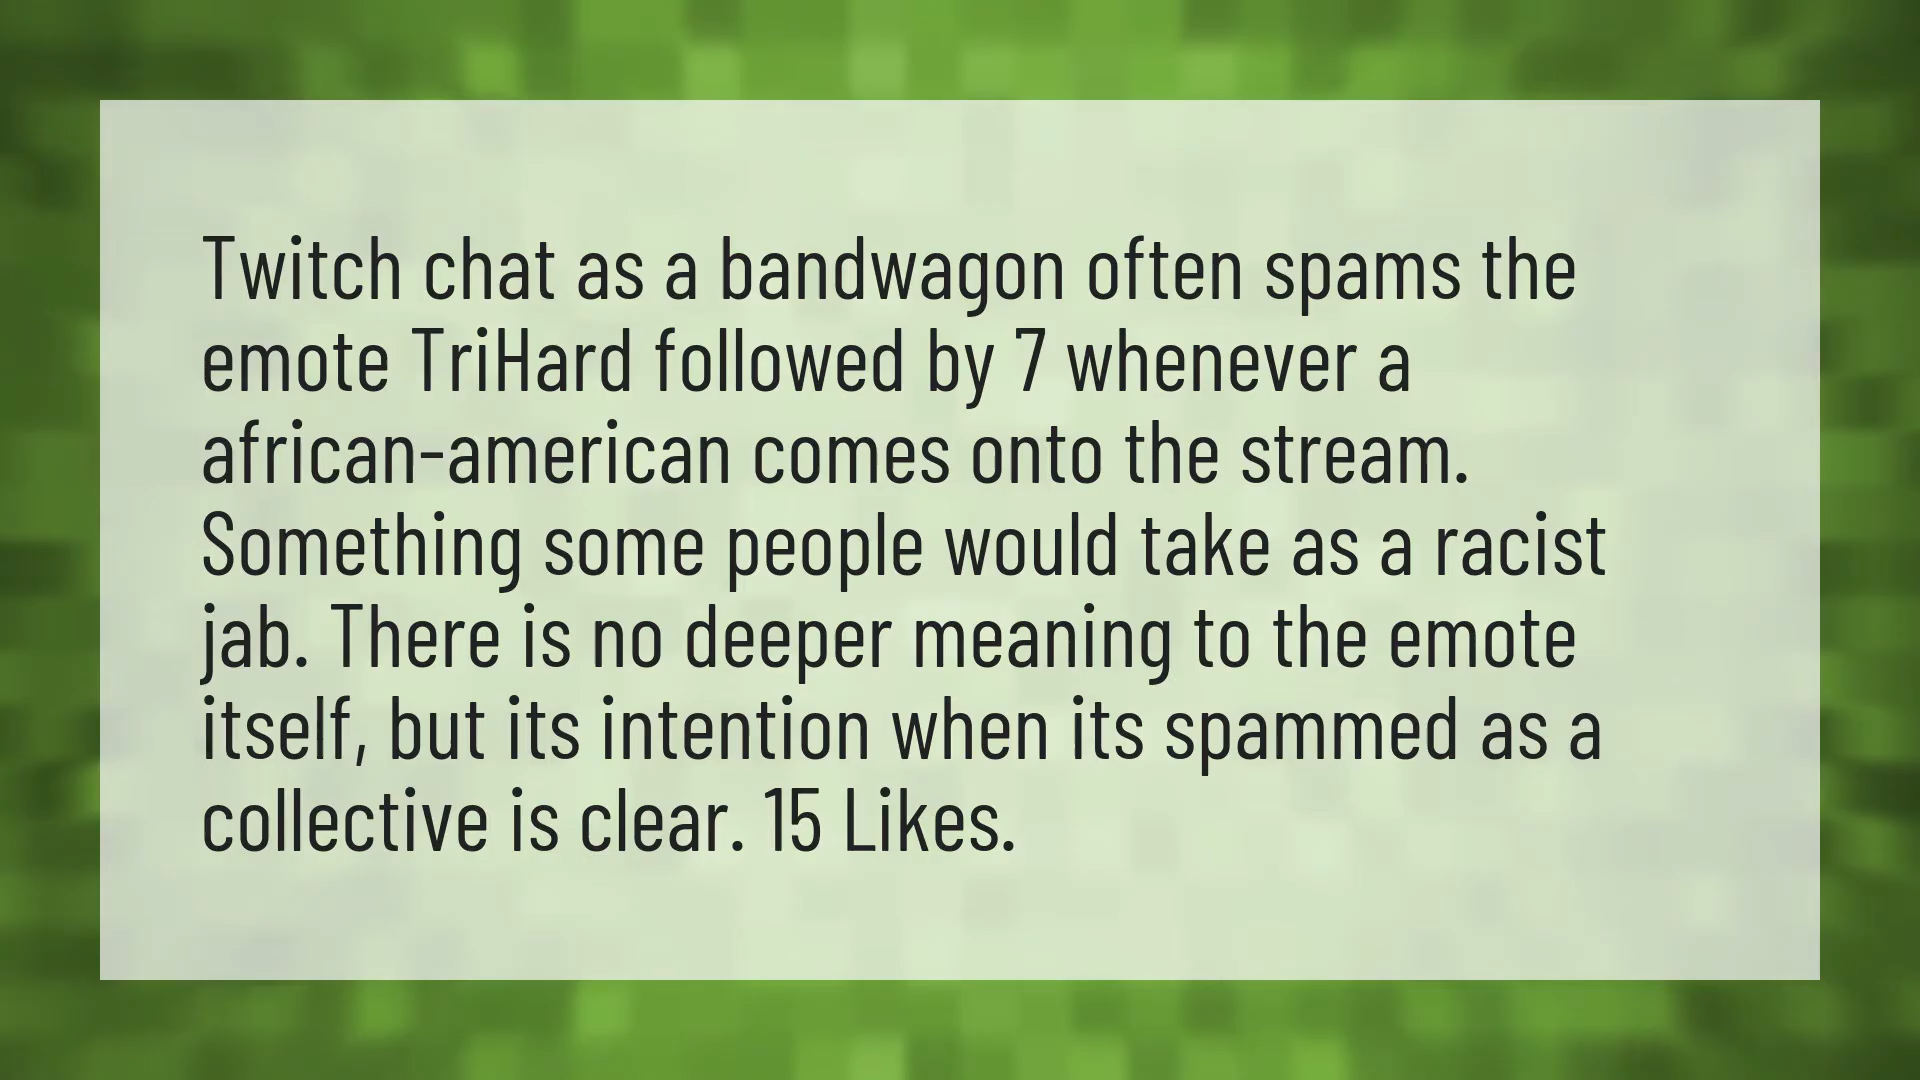 Twitch chat as a bandwagon often spams the
emote TriHard followed by 7 whenever a
african-american comes onto the stream.
Something some people would take as a racist
jab. There is no deeper meaning to the emote
itself, but its intention when its spammed as a
collective is clear. 15 Likes.